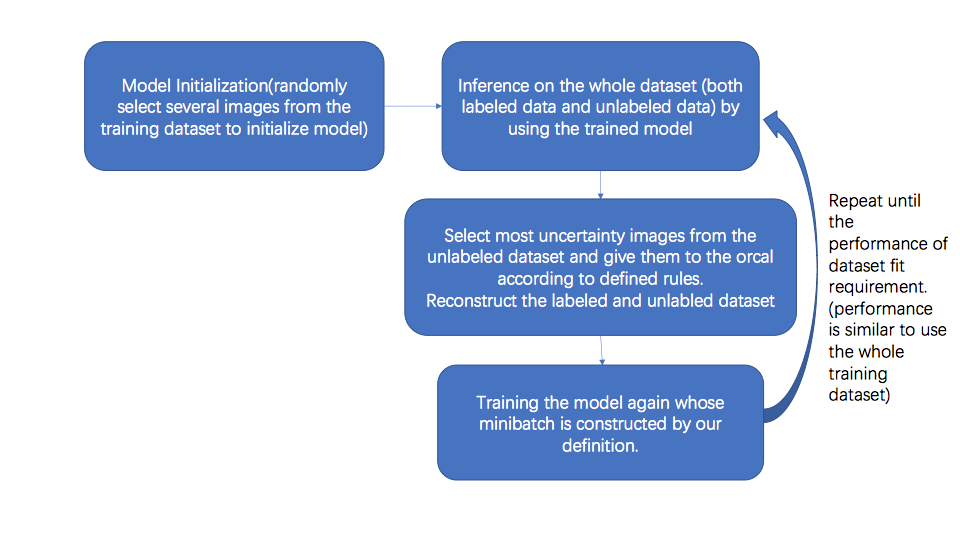 Model Initialization(randomly
select several images from the
training dataset to initialize model)
Inference on the whole dataset (both
labeled data and unlabeled data) by
using the trained model
Select most uncertainty images from the
unlabeled dataset and give them to the orcal
according to defined rules.
Reconstruct the labeled and unlabled dataset
Training the model again whose
minibatch is constructed by our
definition.
Repeat until
the
performance of
dataset fit
requirement.
(performance
is similar to use
the whole
training
dataset)